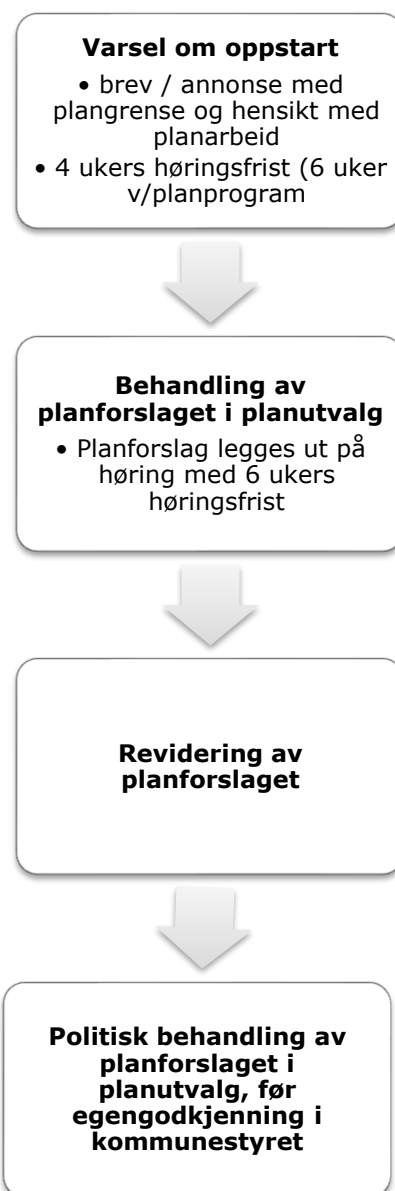 Varsel om oppstart
• brev / annonse med
plangrense og hensikt med
planarbeid
• 4 ukers høringsfrist (6 uker
v/planprogram
Behandling av
planforslaget i planutvalg
• Planforslag legges ut på
høring med 6 ukers
høringsfrist
Revidering av
planforslaget
Politisk behandling av
planforslaget i
planutvalg, før
egengodkjenning i
kommunestyret